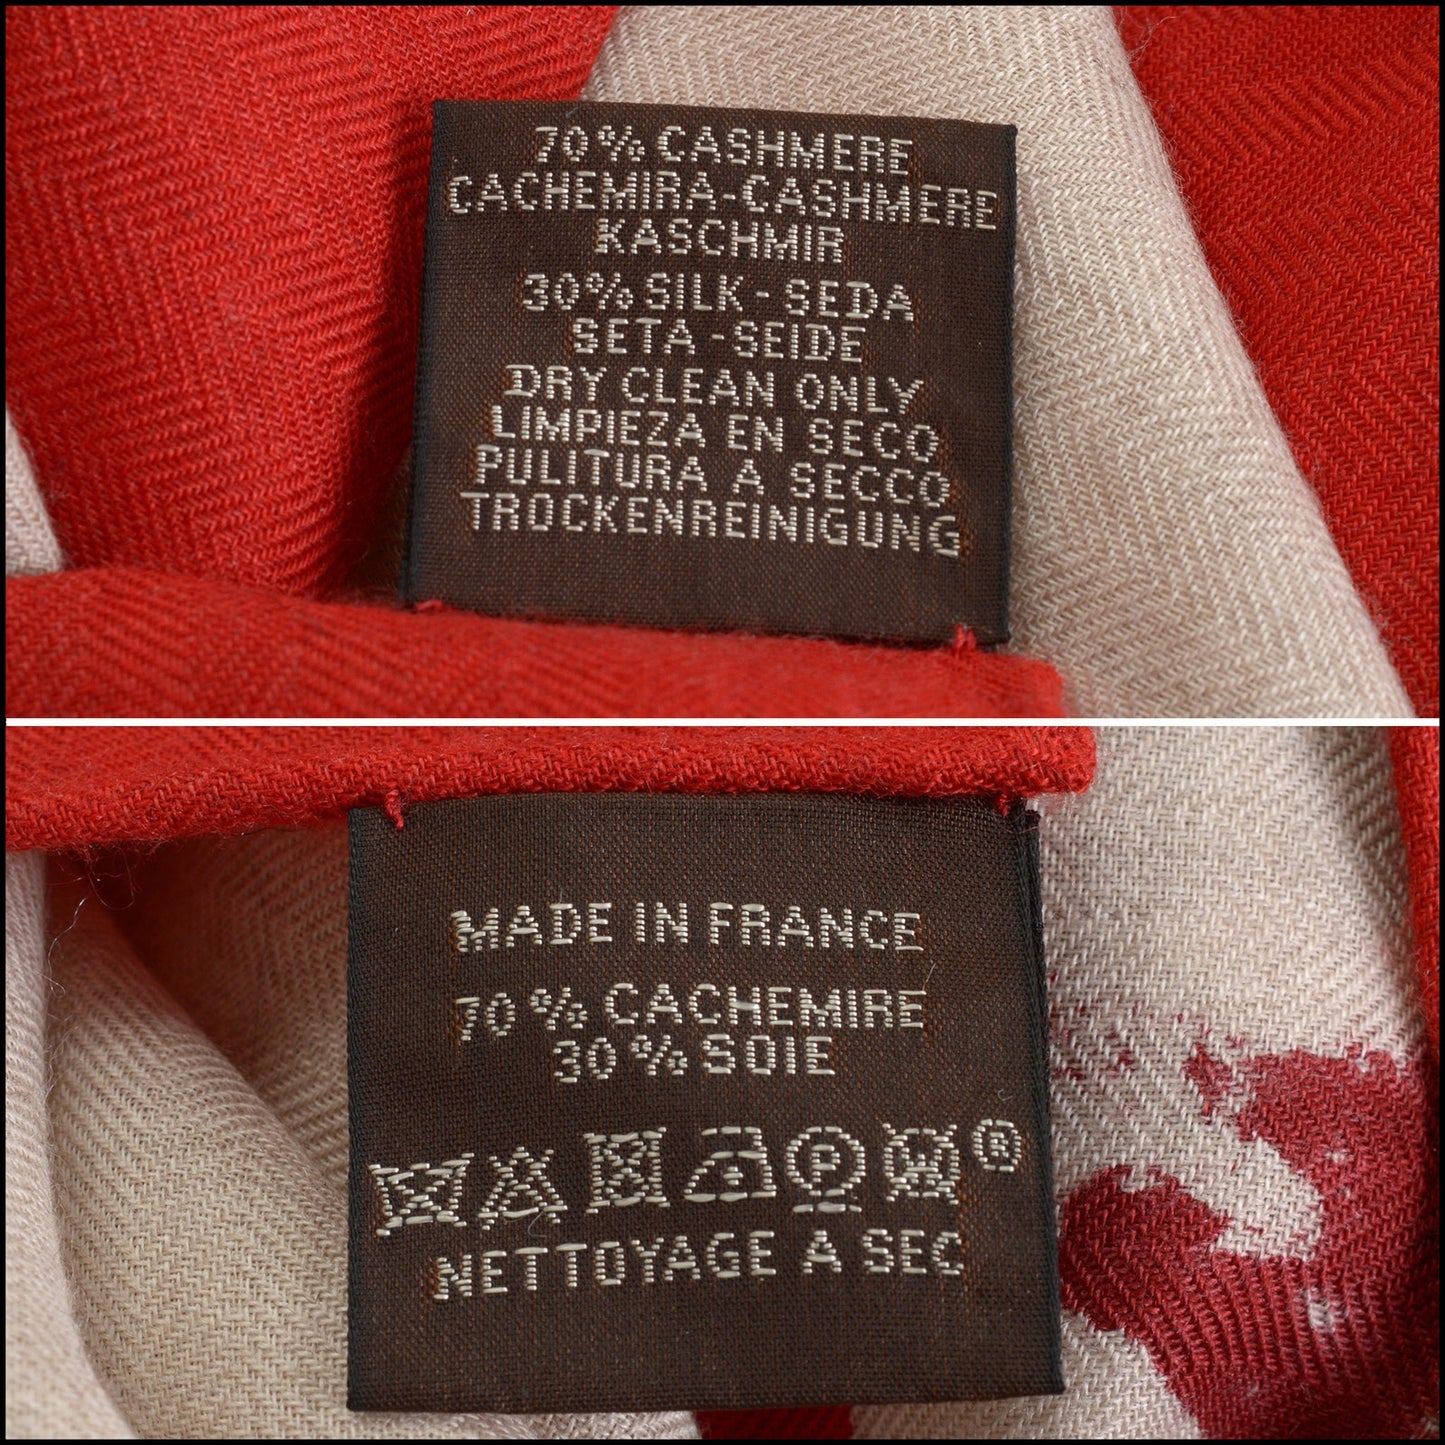 70% CASHMERE
CACHEMIRA-CASHMERE
KASCHMIR
30% SILK - SEDA
SETA - SEIDE
DRY CLEAN ONLY
LIMPIEZA EN SECO
PULITURA A SECCO
TROCKENREINIGUNG
MADE IN FRANCE
70% CACHEMIRE
30% SOIE
P W ®
NETTOYAGE A SEC